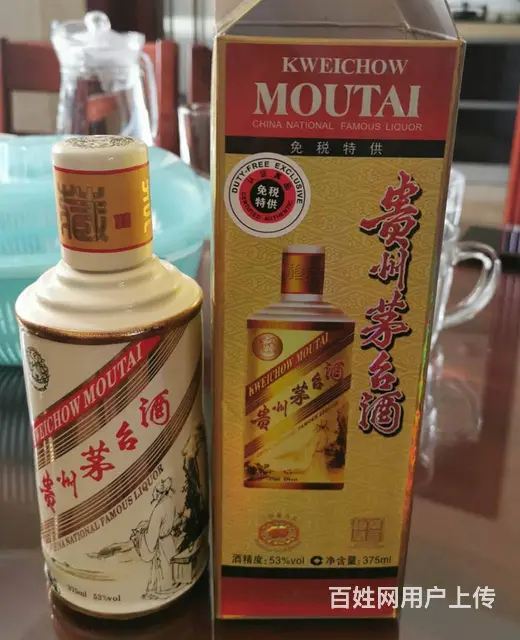 KWEICHOW
MOUTAI
CHINA NATIONAL FAMOUS LIQUOR
免税特供
DUTY-FREE EXCLUSIVE
免税
特供
贵州茅台酒
KWEICHOW MOUTAI
贵州茅台酒
FAMOUS LIQUOR
酒精度:53%vol 净含量:375ml
藏
KWEICHOW MOUTAI
贵州茅台酒
CHINA NATIONAL FAMOUS LIQUOR
375ml 53%vol
百姓网用户上传